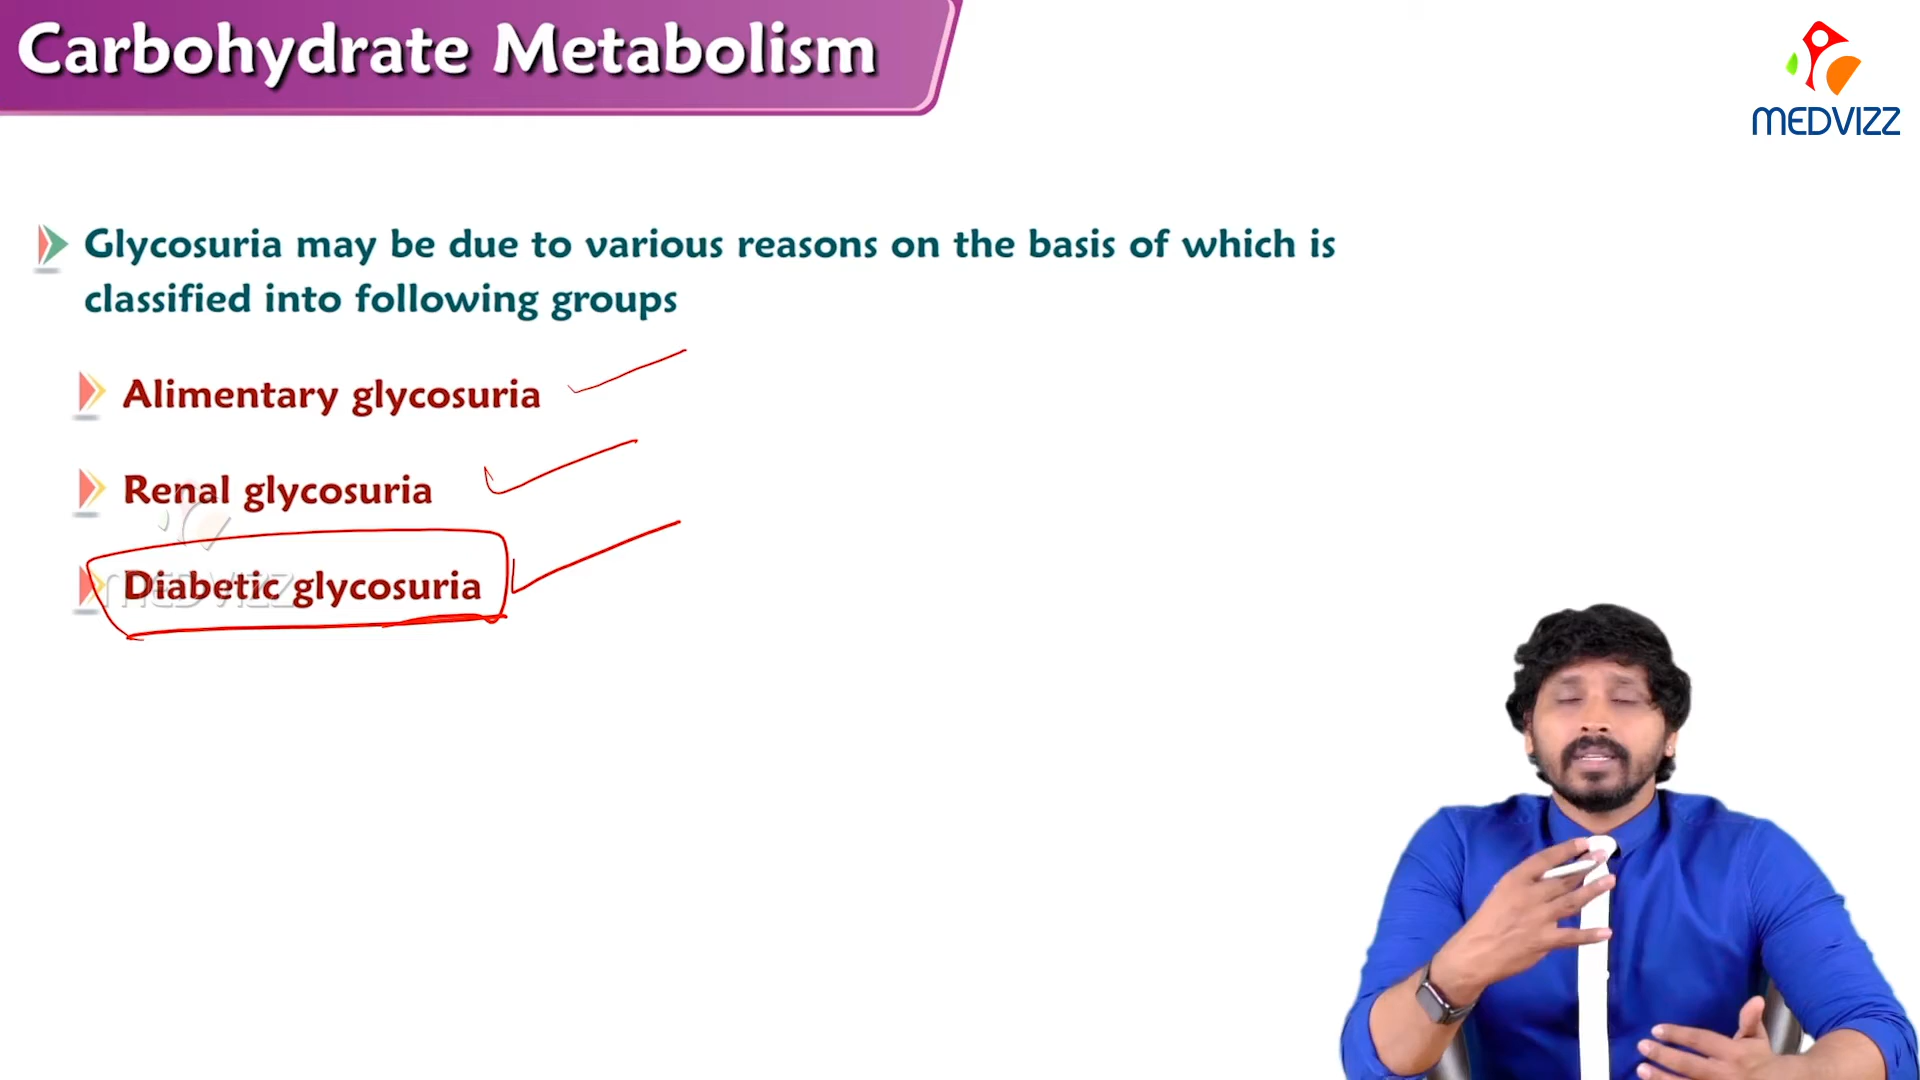 Carbohydrate Metabolism
MEDVIZZ
Glycosuria may be due to various reasons on the basis of which is
classified into following groups
Alimentary glycosuria
Renal glycosuria
Diabetic glycosuria
MEDVIZZ